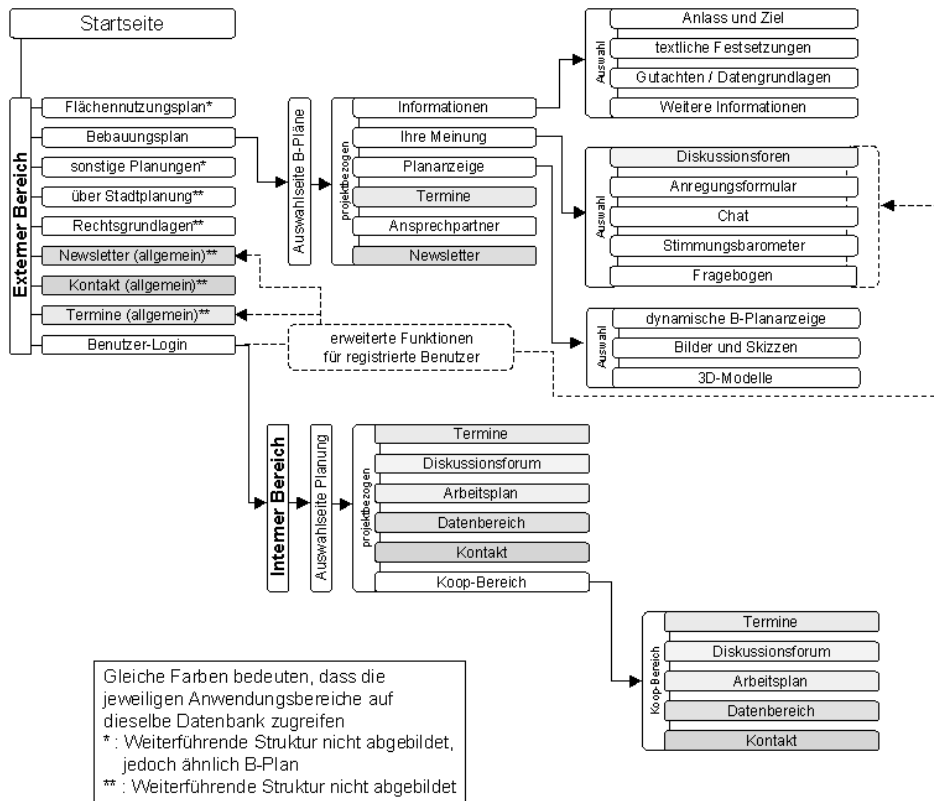 Startseite
Externer Bereich
Flächennutzungsplan*
Bebauungsplan
sonstige Planungen*
über Stadtplanung**
Rechtsgrundlagen**
Newsletter (allgemein)**
Kontakt (allgemein)**
Termine (allgemein)**
Benutzer-Login
Auswahlseite B-Pläne
projektbezogen
Informationen
Ihre Meinung
Plananzeige
Termine
Ansprechpartner
Newsletter
Auswahl
Anlass und Ziel
textliche Festsetzungen
Gutachten / Datengrundlagen
Weitere Informationen
Auswahl
Diskussionsforen
Anregungsformular
Chat
Stimmungsbarometer
Fragebogen
Auswahl
dynamische B-Plananzeige
Bilder und Skizzen
3D-Modelle
erweiterte Funktionen
für registrierte Benutzer
Interner Bereich
Auswahlseite Planung
projektbezogen
Termine
Diskussionsforum
Arbeitsplan
Datenbereich
Kontakt
Koop-Bereich
Koop-Bereich
Termine
Diskussionsforum
Arbeitsplan
Datenbereich
Kontakt
Gleiche Farben bedeuten, dass die
jeweiligen Anwendungsbereiche auf
dieselbe Datenbank zugreifen
* : Weiterführende Struktur nicht abgebildet,
jedoch ähnlich B-Plan
** : Weiterführende Struktur nicht abgebildet